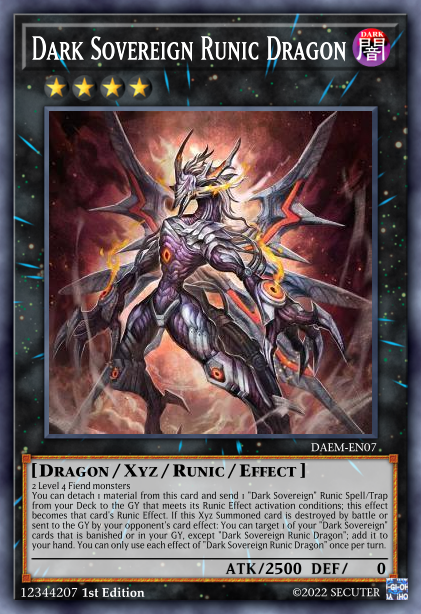 DARK SOVEREIGN RUNIC DRAGON
DARK
闇
DAEM-EN07
[DRAGON/XYZ/RUNIC/EFFECT]
2 Level 4 Fiend monsters
You can detach 1 material from this card and send 1 "Dark Sovereign" Runic Spell/Trap
from your Deck to the GY that meets its Runic Effect activation conditions; this effect
becomes that card's Runic Effect. If this Xyz Summoned card is destroyed by battle or
sent to the GY by your opponent's card effect: You can target 1 of your "Dark Sovereign"
cards that is banished or in your GY, except "Dark Sovereign Runic Dragon"; add it to
your hand. You can only use each effect of "Dark Sovereign Runic Dragon" once per turn.
ATK/2500 DEF/ 0
12344207 1st Edition
©2022 SECUTER